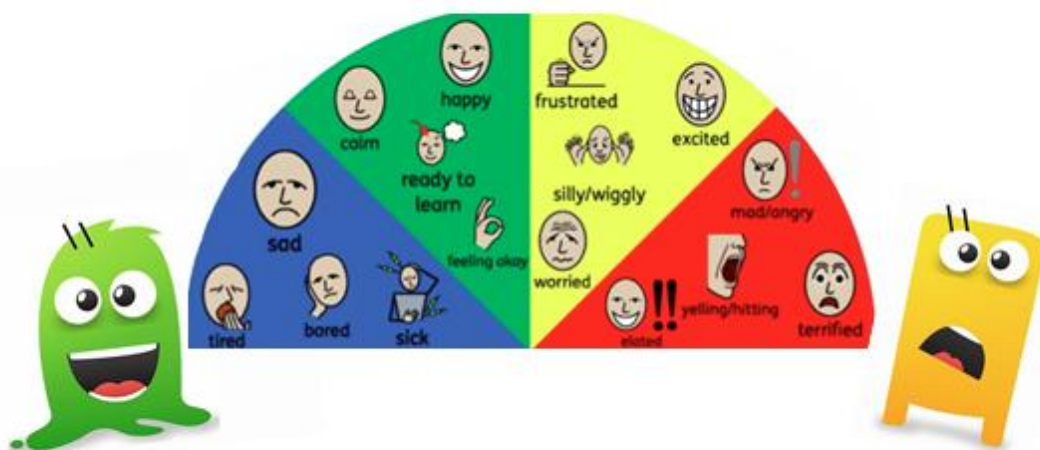 sad
tired
bored
sick
calm
happy
ready to
learn
feeling okay
frustrated
excited
silly/wiggly
worried
mad/angry
yelling/hitting
elated
!!
terrified